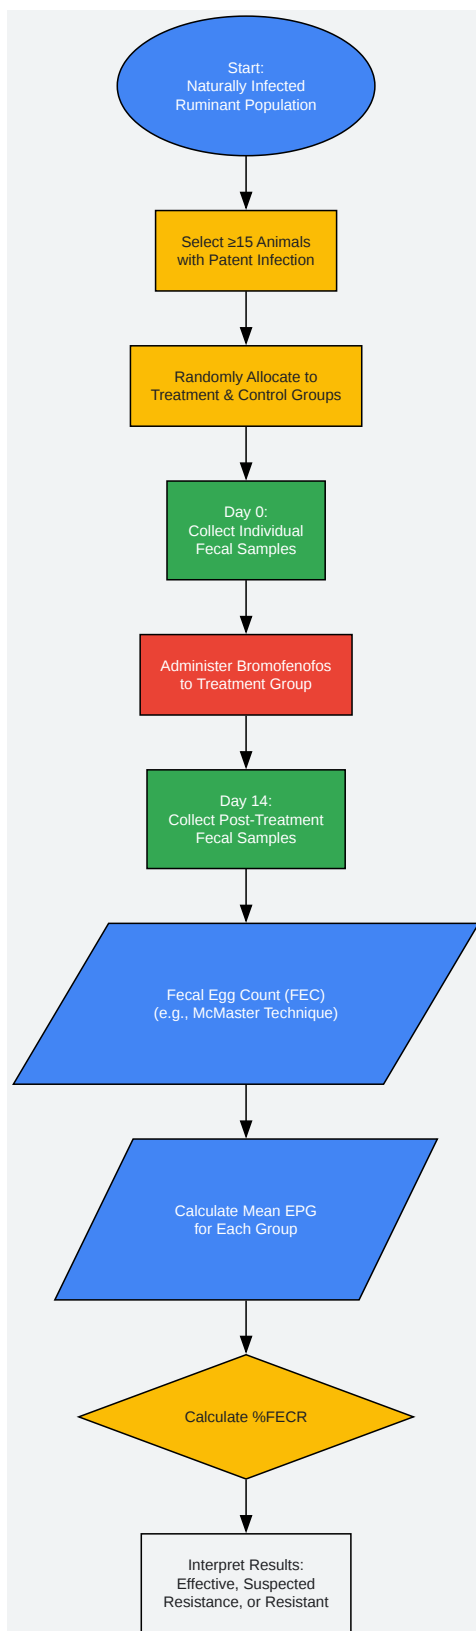 Start:
Naturally Infected
Ruminant Population
Select ≥15 Animals
with Patent Infection
Randomly Allocate to
Treatment & Control Groups
Day 0:
Collect Individual
Fecal Samples
Administer Bromofenofos
to Treatment Group
Day 14:
Collect Post-Treatment
Fecal Samples
Fecal Egg Count (FEC)
(e.g., McMaster Technique)
Calculate Mean EPG
for Each Group
Calculate %FECR
Interpret Results:
Effective, Suspected
Resistance, or Resistant